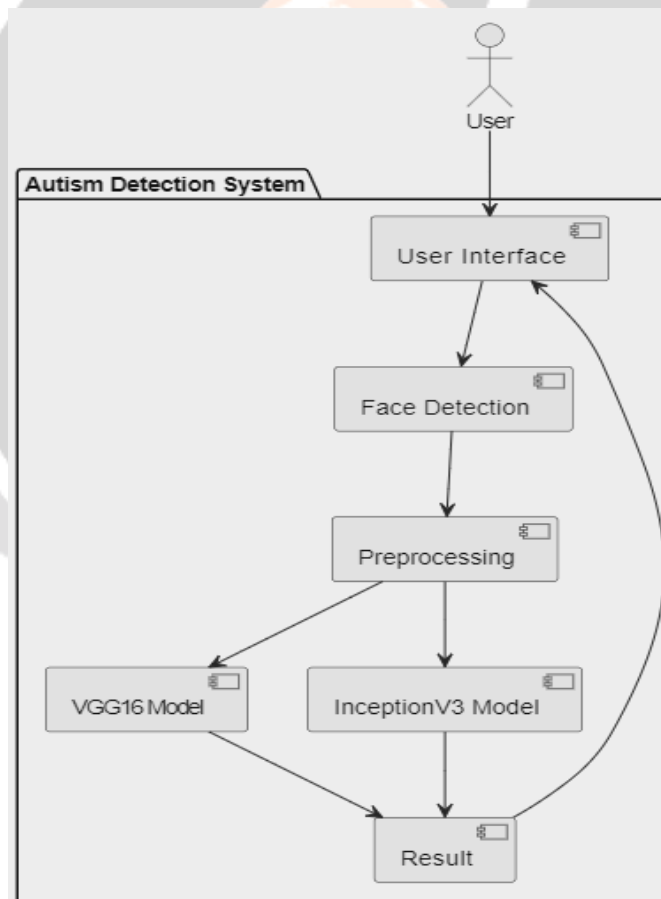 User
Autism Detection System
User Interface
Face Detection
Preprocessing
VGG16 Model
InceptionV3 Model
Result